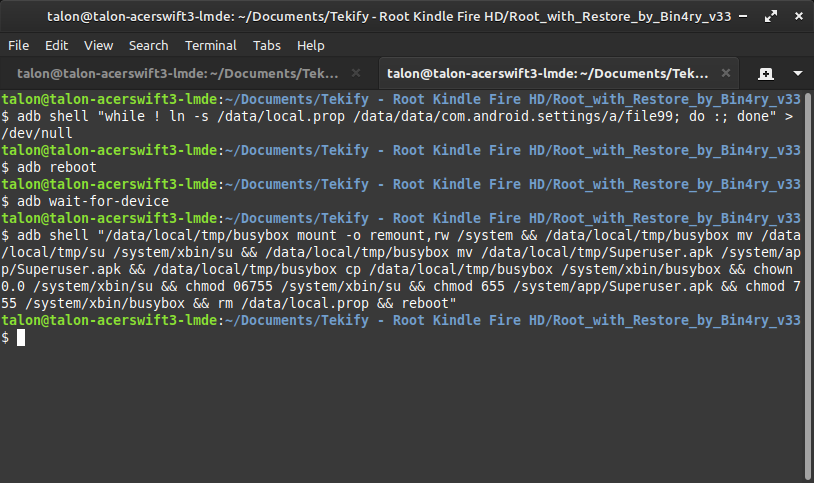 talon@talon-acerswift3-lmde: ~/Documents/Tekify - Root Kindle Fire HD/Root_with_Restore_by_Bin4ry_v33
File Edit View Search Terminal Tabs Help
talon@talon-acerswift3-lmde: ~/Documents/Tek... talon@talon-acerswift3-lmde: ~/Documents/Tek...
talon@talon-acerswift3-lmde:~/Documents/Tekify - Root Kindle Fire HD/Root_with_Restore_by_Bin4ry_v33
$ adb shell "while ! ln -s /data/local.prop /data/data/com.android.settings/a/file99; do :; done" >
/dev/null
talon@talon-acerswift3-lmde:~/Documents/Tekify - Root Kindle Fire HD/Root_with_Restore_by_Bin4ry_v33
$ adb reboot
talon@talon-acerswift3-lmde:~/Documents/Tekify - Root Kindle Fire HD/Root_with_Restore_by_Bin4ry_v33
$ adb wait-for-device
talon@talon-acerswift3-lmde:~/Documents/Tekify - Root Kindle Fire HD/Root_with_Restore_by_Bin4ry_v33
$ adb shell "/data/local/tmp/busybox mount -o remount,rw /system && /data/local/tmp/busybox mv /data
/local/tmp/su /system/xbin/su && /data/local/tmp/busybox mv /data/local/tmp/Superuser.apk /system/ap
p/Superuser.apk && /data/local/tmp/busybox cp /data/local/tmp/busybox /system/xbin/busybox && chown
0.0 /system/xbin/su && chmod 06755 /system/xbin/su && chmod 655 /system/app/Superuser.apk && chmod 7
55 /system/xbin/busybox && rm /data/local.prop && reboot"
talon@talon-acerswift3-lmde:~/Documents/Tekify - Root Kindle Fire HD/Root_with_Restore_by_Bin4ry_v33
$